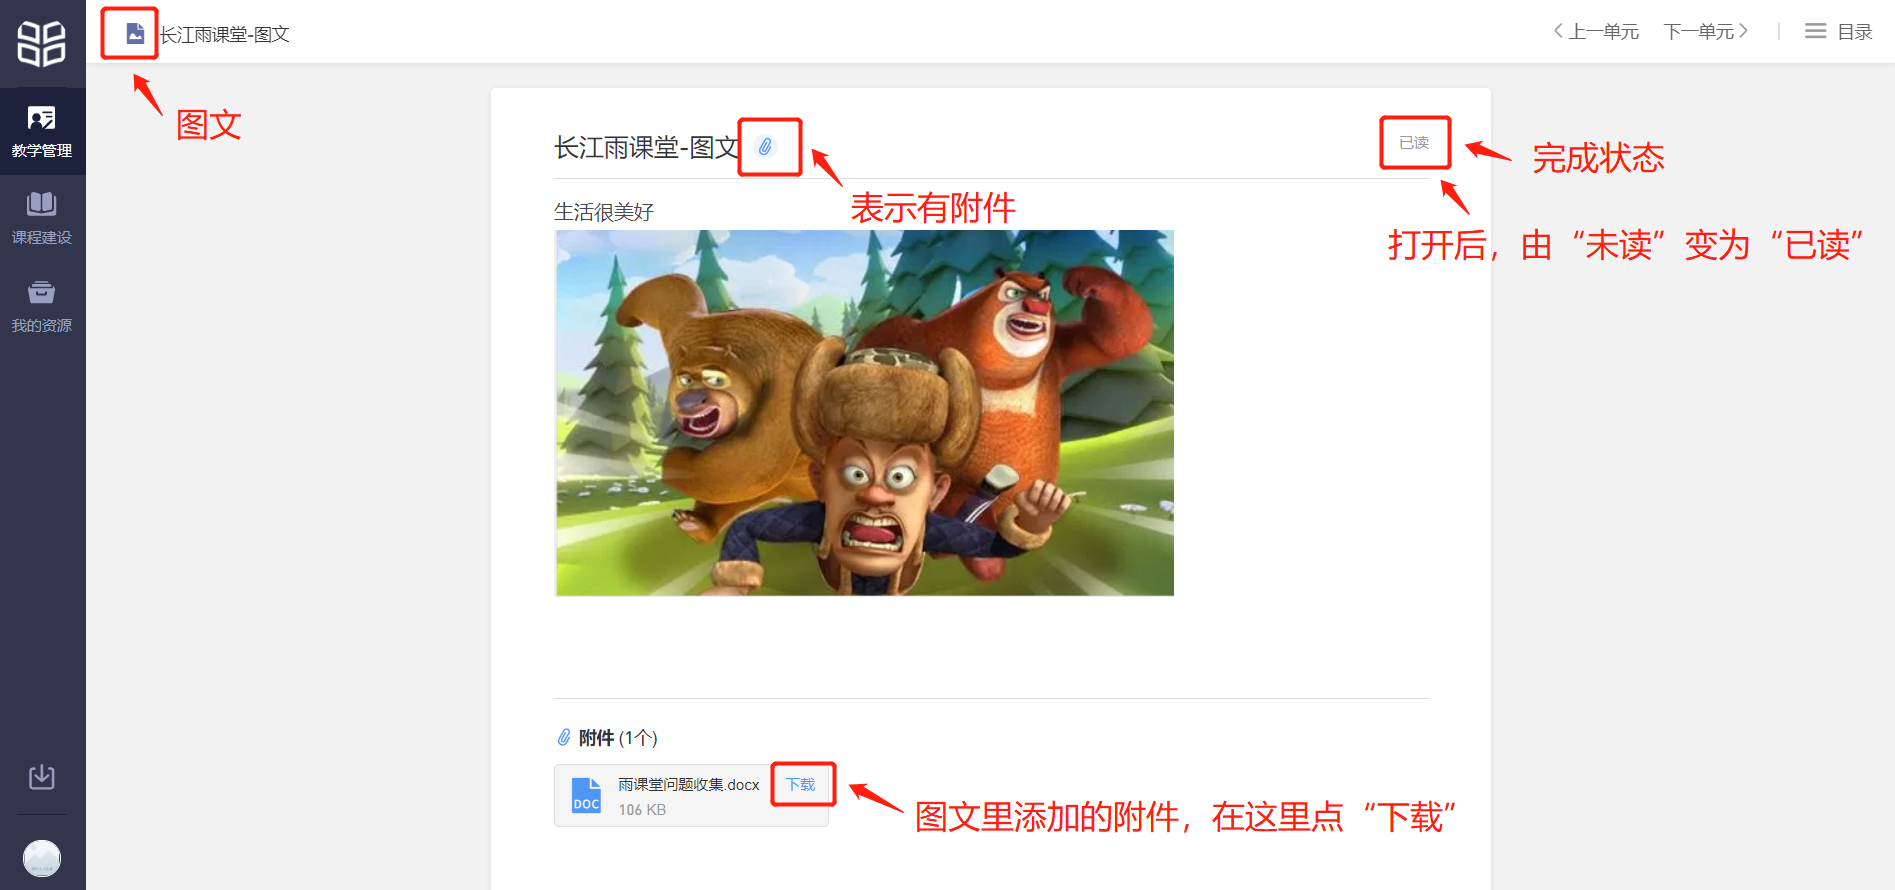 长江雨课堂-图文
上一单元
下一单元
目录
图文
教学管理
课程建设
我的资源
长江雨课堂-图文
已读
完成状态
表示有附件
打开后，由“未读”变为“已读”
生活很美好
附件 (1个)
DOC
雨课堂问题收集.docx
下载
106 KB
图文里添加的附件，在这里点“下载”